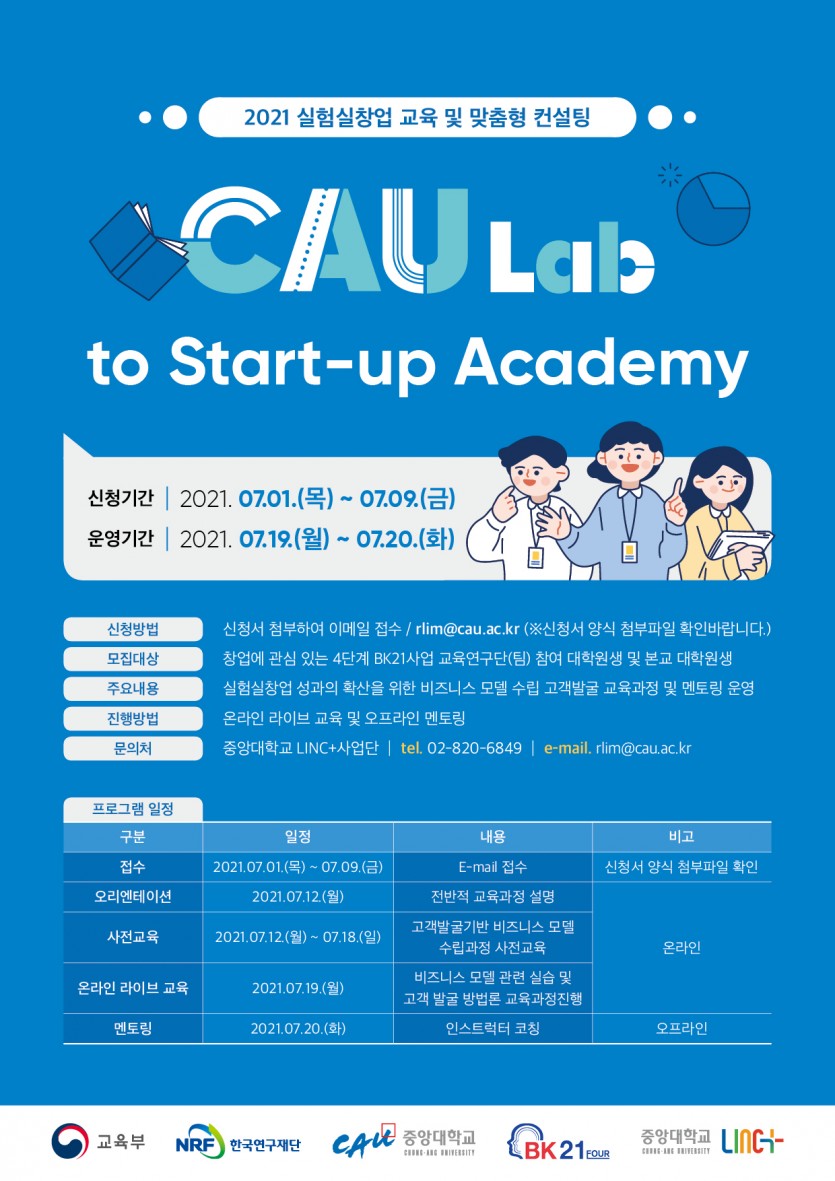 2021 실험실창업 교육 및 맞춤형 컨설팅
CAU Lab
to Start-up Academy
신청기간 | 2021. 07.01.(목) ~ 07.09.(금)
운영기간 | 2021. 07.19.(월) ~ 07.20.(화)
신청방법 신청서 첨부하여 이메일 접수 / rlim@cau.ac.kr (※신청서 양식 첨부파일 확인바랍니다.)
모집대상 창업에 관심 있는 4단계 BK21사업 교육연구단(팀) 참여 대학원생 및 본교 대학원생
주요내용 실험실창업 성과의 확산을 위한 비즈니스 모델 수립 고객발굴 교육과정 및 멘토링 운영
진행방법 온라인 라이브 교육 및 오프라인 멘토링
문의처 중앙대학교 LINC+사업단 | tel. 02-820-6849 | e-mail. rlim@cau.ac.kr
프로그램 일정
구분 일정 내용 비고
접수 2021.07.01.(목) ~ 07.09.(금) E-mail 접수 신청서 양식 첨부파일 확인
오리엔테이션 2021.07.12.(월) 전반적 교육과정 설명
사전교육 2021.07.12.(월) ~ 07.18.(일) 고객발굴기반 비즈니스 모델
수립과정 사전교육
온라인
온라인 라이브 교육 2021.07.19.(월) 비즈니스 모델 관련 실습 및
고객 발굴 방법론 교육과정진행
멘토링 2021.07.20.(화) 인스트럭터 코칭 오프라인
교육부 NRF 한국연구재단 CAU 중앙대학교 CHUNG-ANG UNIVERSITY BK21 FOUR 중앙대학교 CHUNG-ANG UNIVERSITY LINC+